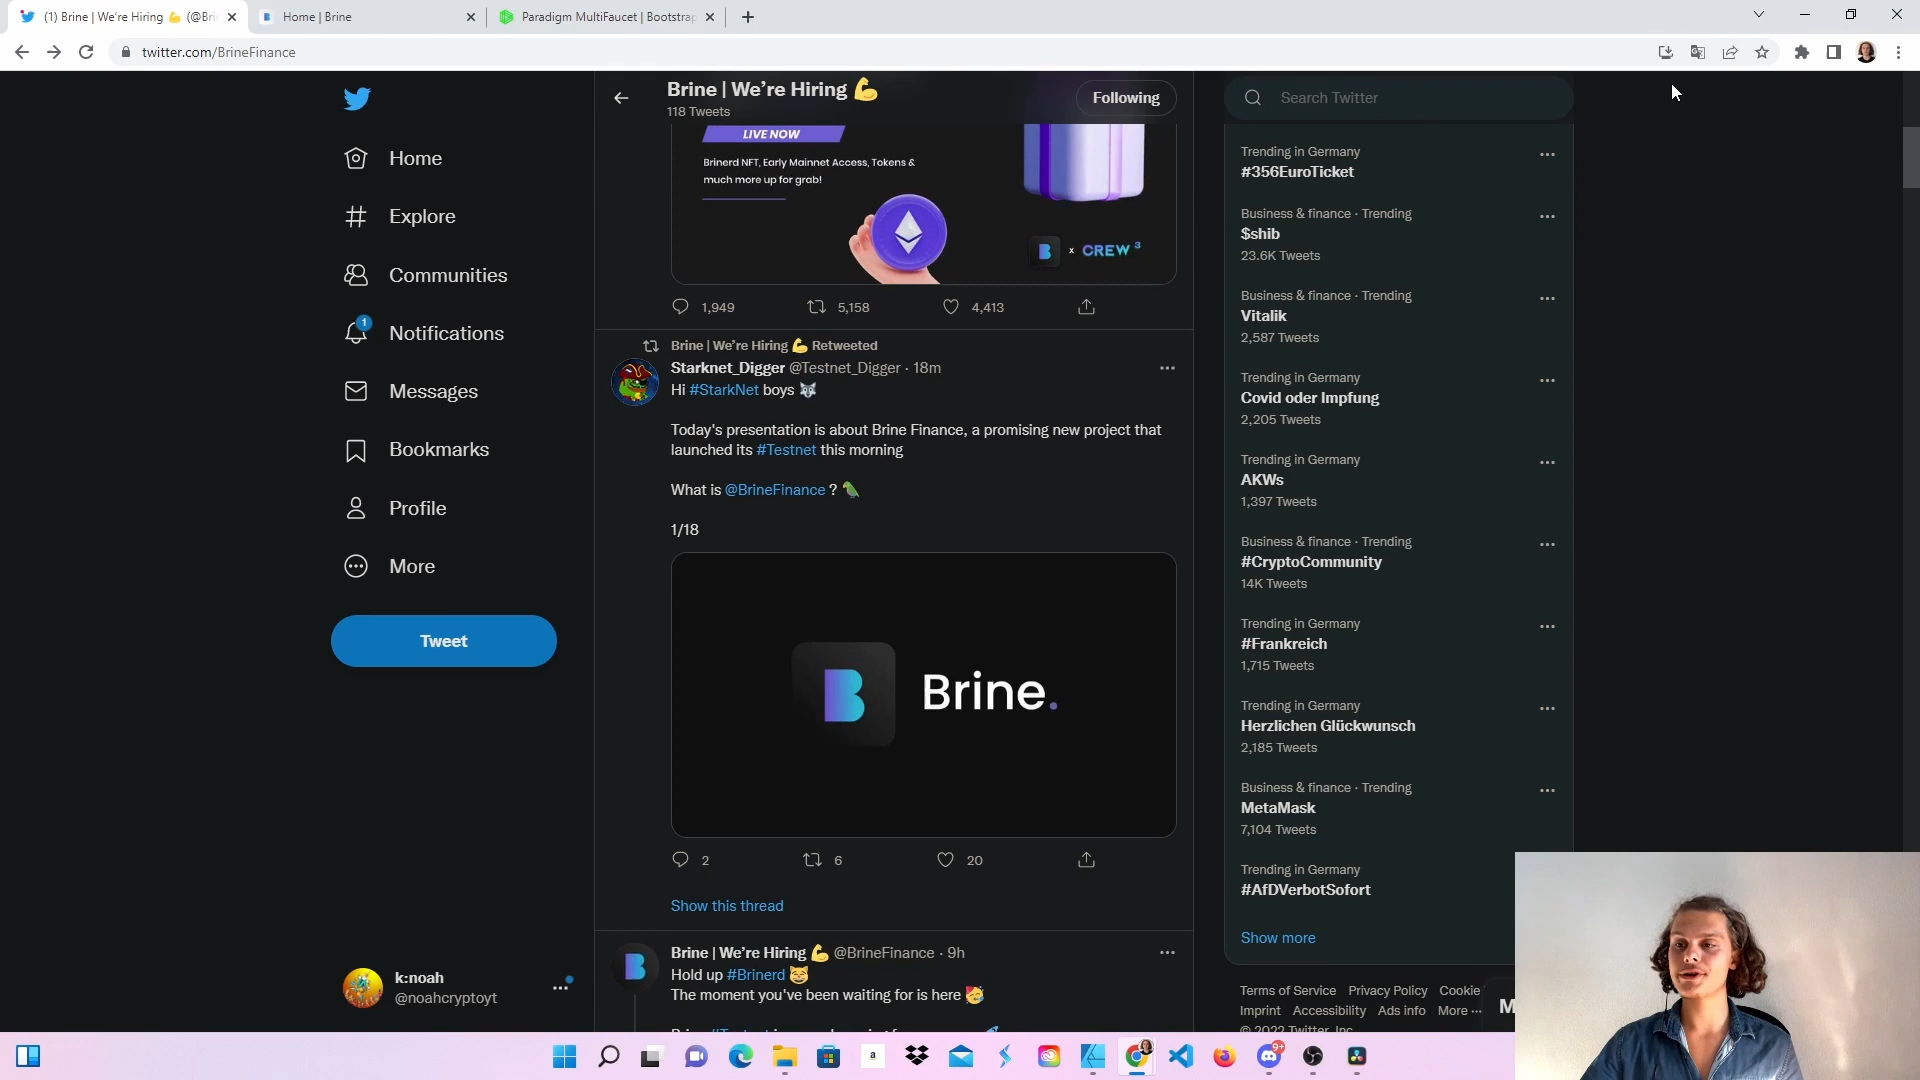 (1) Brine | We're Hiring 💪 (@Bri
Home | Brine
Paradigm MultiFaucet | Bootstrap
twitter.com/BrineFinance
Home
Explore
Communities
1
Notifications
Messages
Bookmarks
Profile
More
Tweet
k:noah
@noahcryptoyt
Brine | We're Hiring 💪
118 Tweets
Following
LIVE NOW
Brinerd NFT, Early Mainnet Access, Tokens &
much more up for grab!
B x CREW 3
1,949 5,158 4,413
Brine | We're Hiring 💪 Retweeted
Starknet_Digger @Testnet_Digger · 18m
Hi #StarkNet boys 🐺
Today's presentation is about Brine Finance, a promising new project that
launched its #Testnet this morning
What is @BrineFinance ? 🦜
1/18
B Brine.
2 6 20
Show this thread
B
Brine | We're Hiring 💪 @BrineFinance · 9h
Hold up #Brinerd 😸
The moment you've been waiting for is here 🥳
Search Twitter
Trending in Germany
#356EuroTicket
Business & finance · Trending
$shib
23.6K Tweets
Business & finance · Trending
Vitalik
2,587 Tweets
Trending in Germany
Covid oder Impfung
2,205 Tweets
Trending in Germany
AKWs
1,397 Tweets
Business & finance · Trending
#CryptoCommunity
14K Tweets
Trending in Germany
#Frankreich
1,715 Tweets
Trending in Germany
Herzlichen Glückwunsch
2,185 Tweets
Business & finance · Trending
MetaMask
7,104 Tweets
Trending in Germany
#AfDVerbotSofort
Show more
Terms of Service Privacy Policy Cookie
Imprint Accessibility Ads info More ···
© 2022 Twitter, Inc.
M
a
9+